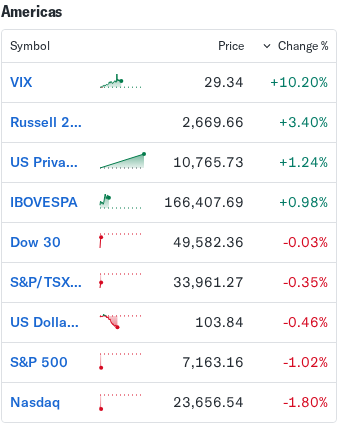 Americas
Symbol Price Change %
VIX 29.34 +10.20%
Russell 2... 2,669.66 +3.40%
US Priva... 10,765.73 +1.24%
IBOVESPA 166,407.69 +0.98%
Dow 30 49,582.36 -0.03%
S&P/TSX... 33,961.27 -0.35%
US Dolla... 103.84 -0.46%
S&P 500 7,163.16 -1.02%
Nasdaq 23,656.54 -1.80%